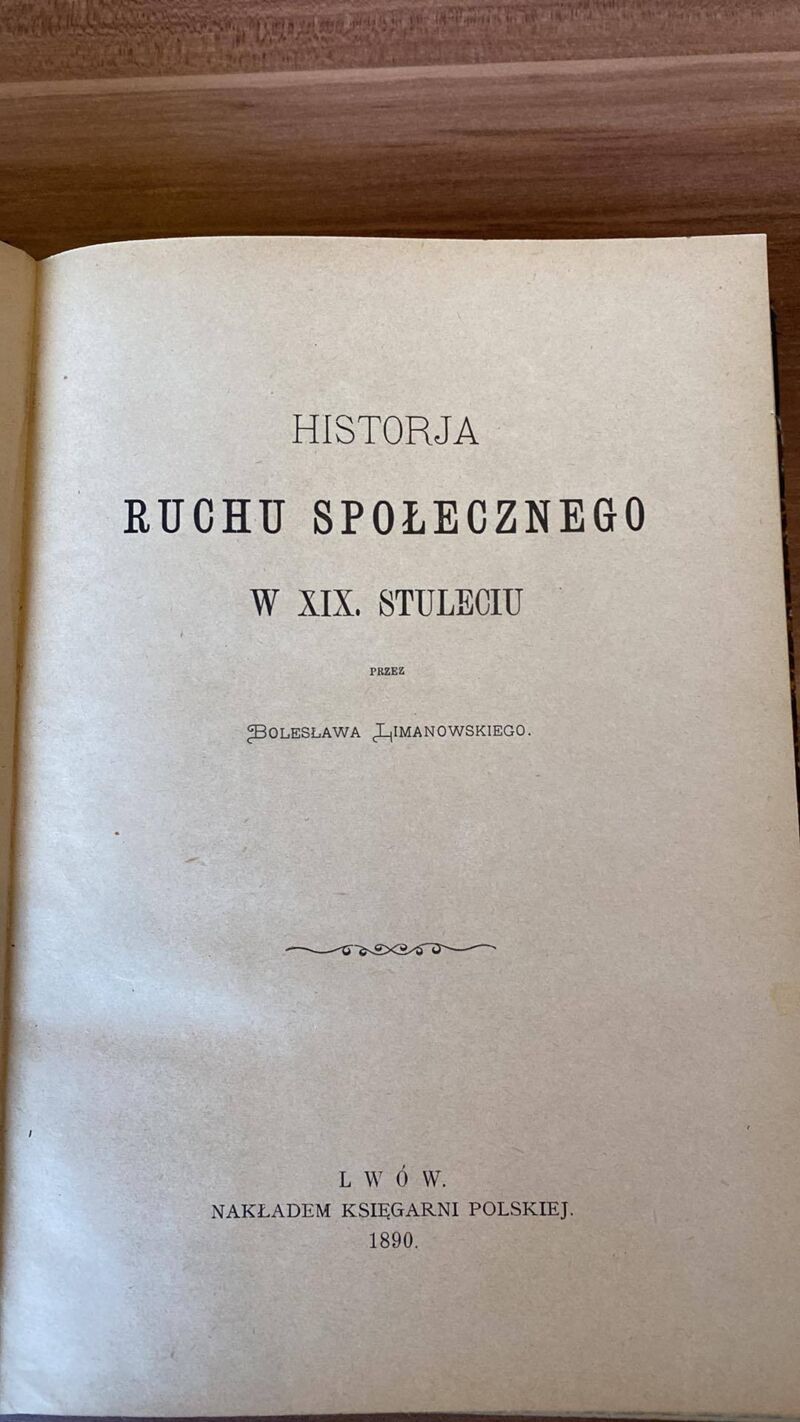 HISTORJA
RUCHU SPOŁECZNEGO
W XIX. STULECIU
PRZEZ
BOLESŁAWA LIMANOWSKIEGO.
LWÓW.
NAKŁADEM KSIĘGARNI POLSKIEJ.
1890.